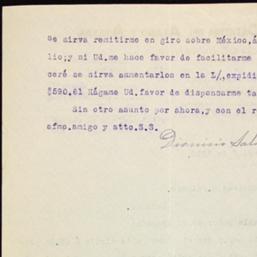 se sirva remitirme en giro sobre México,á
lio;y si Ud.me hace favor de facilitarme
ceré se sirva aumentarlos en la L/,expidi
$590.61 Hágame Ud.favor de dispensarme ta
Sin otro asunto por ahora,y con el r
afmo.amigo y atto.S.S.
Dionisio